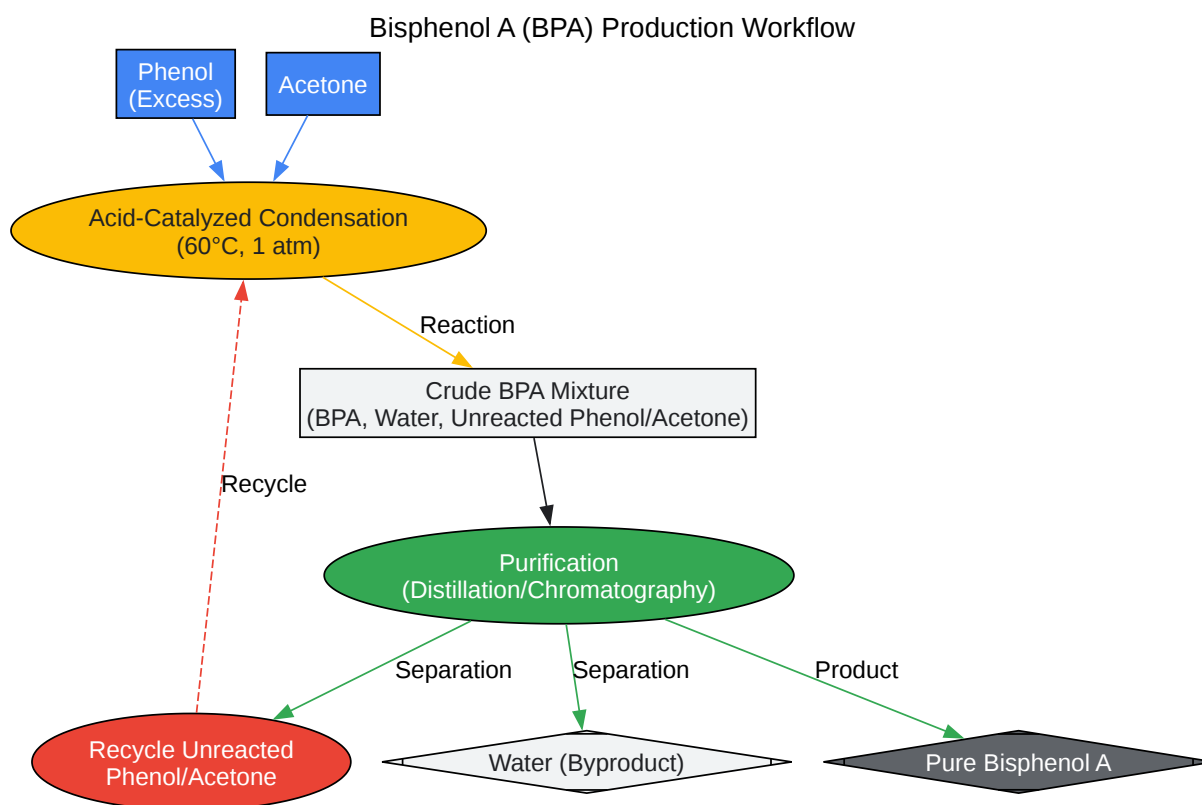 Bisphenol A (BPA) Production Workflow
Phenol
(Excess)
Acetone
Acid-Catalyzed Condensation
(60°C, 1 atm)
Reaction
Crude BPA Mixture
(BPA, Water, Unreacted Phenol/Acetone)
Recycle
Purification
(Distillation/Chromatography)
Separation
Separation
Product
Recycle Unreacted
Phenol/Acetone
Water (Byproduct)
Pure Bisphenol A